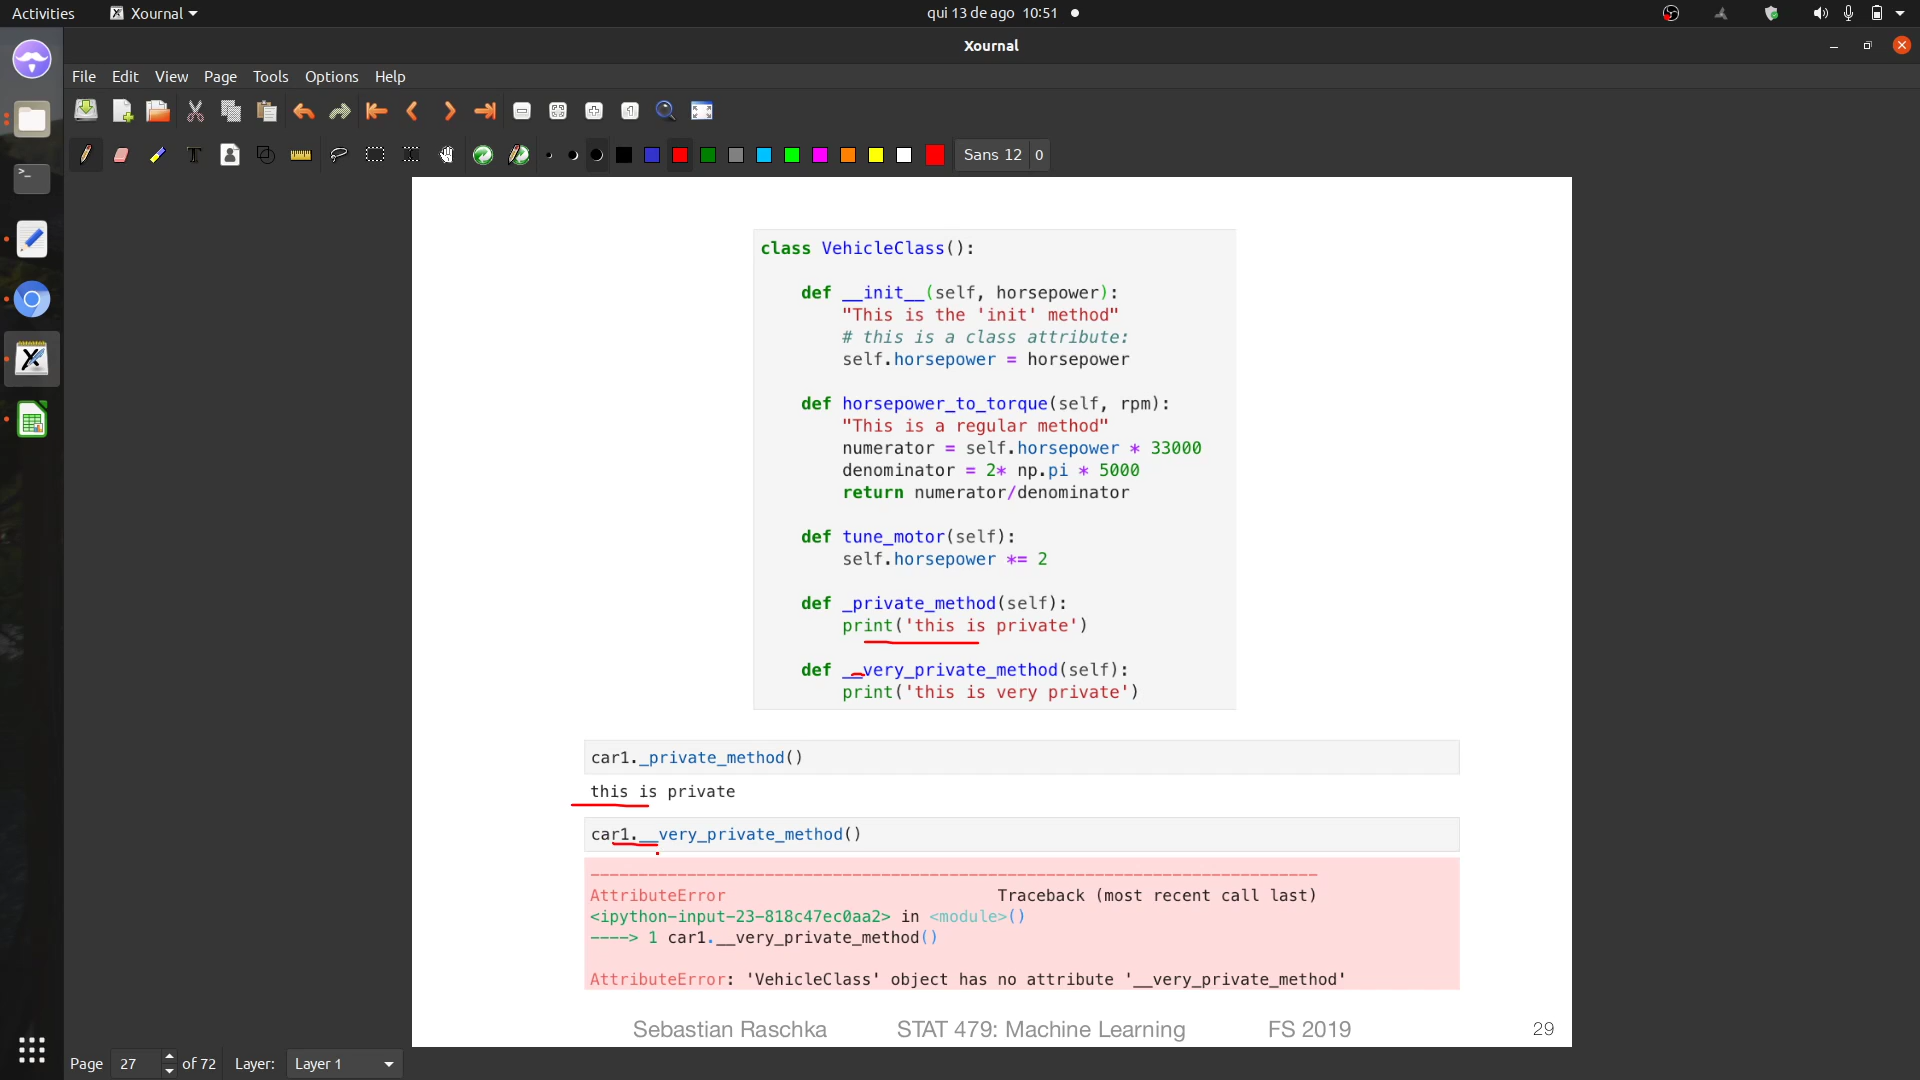 Activities Xournal qui 13 de ago 10:51
Xournal
File Edit View Page Tools Options Help
Sans 12 0
class VehicleClass():
def __init__(self, horsepower):
"This is the 'init' method"
# this is a class attribute:
self.horsepower = horsepower
def horsepower_to_torque(self, rpm):
"This is a regular method"
numerator = self.horsepower * 33000
denominator = 2* np.pi * 5000
return numerator/denominator
def tune_motor(self):
self.horsepower *= 2
def _private_method(self):
print('this is private')
def __very_private_method(self):
print('this is very private')
car1._private_method()
this is private
car1.__very_private_method()
---------------------------------------------------------------------------
AttributeError Traceback (most recent call last)
<ipython-input-23-818c47ec0aa2> in <module>()
----> 1 car1.__very_private_method()
AttributeError: 'VehicleClass' object has no attribute '__very_private_method'
Sebastian Raschka STAT 479: Machine Learning FS 2019 29
Page 27 of 72 Layer: Layer 1